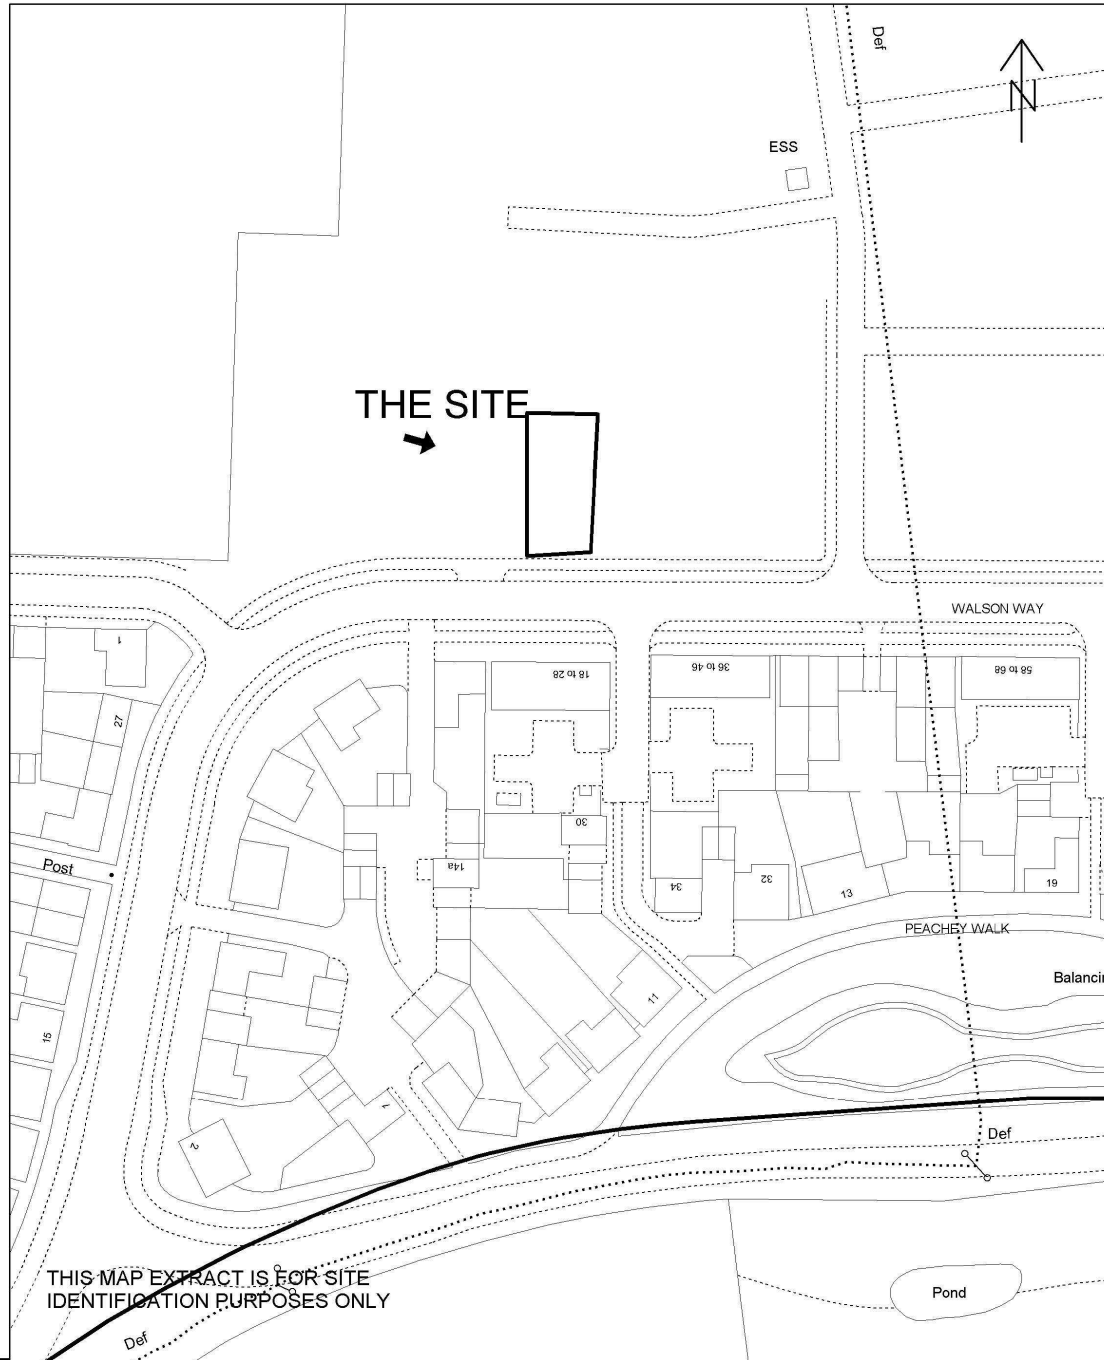 Def
N
ESS
THE SITE
WALSON WAY
1
18 to 28
36 to 46
58 to 68
27
30
Post
14a
34
32
13
19
PEACHEY WALK
Balancin
11
15
7
2
Def
THIS MAP EXTRACT IS FOR SITE
IDENTIFICATION PURPOSES ONLY
Pond
Def